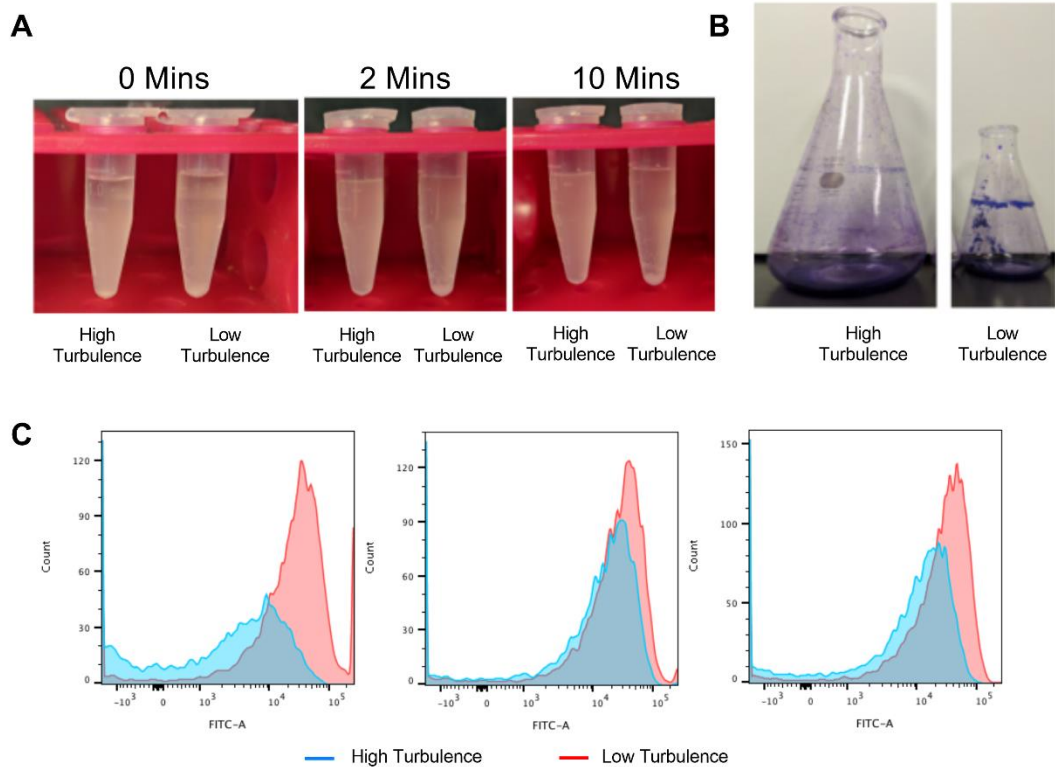 A
0 Mins
2 Mins
10 Mins
High
Turbulence
Low
Turbulence
High
Turbulence
Low
Turbulence
High
Turbulence
Low
Turbulence
B
High
Turbulence
Low
Turbulence
C
Count
120
90
60
30
0
-10³ 0 10³ 10⁴ 10⁵
FITC-A
Count
120
90
60
30
0
-10³ 0 10³ 10⁴ 10⁵
FITC-A
Count
150
100
50
0
-10³ 0 10³ 10⁴ 10⁵
FITC-A
High Turbulence
Low Turbulence